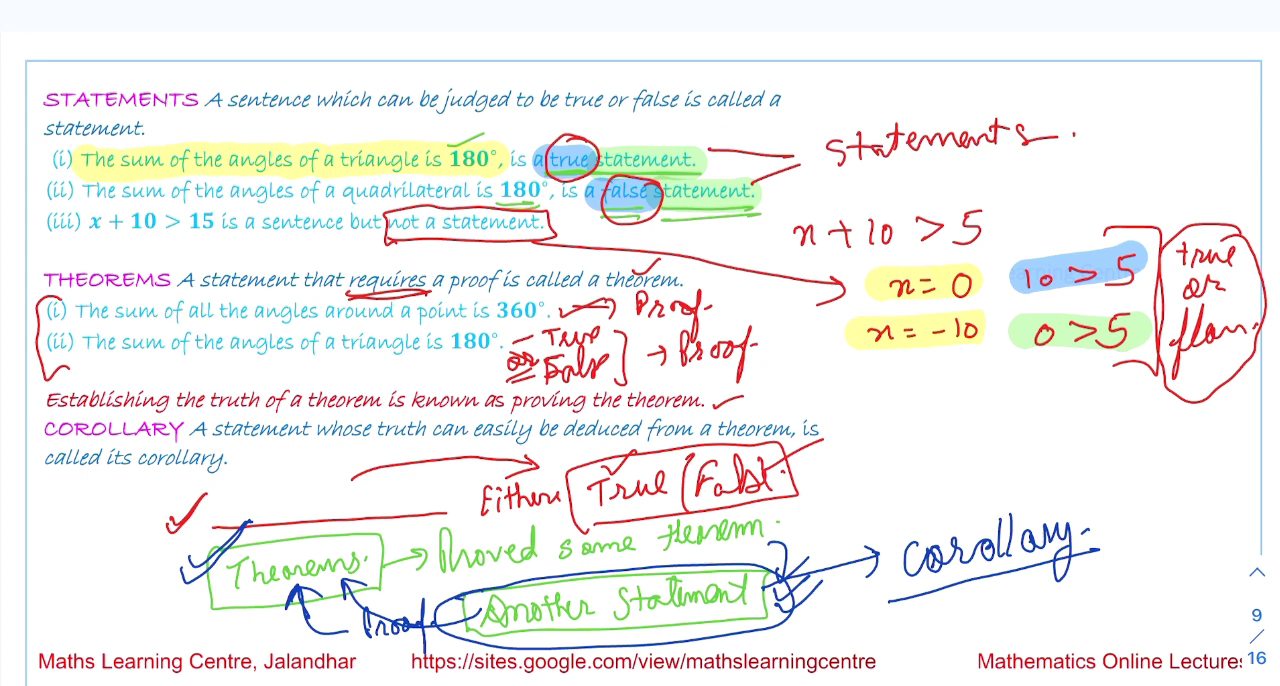 STATEMENTS A sentence which can be judged to be true or false is called a
statement.
(i) The sum of the angles of a triangle is 180°, is a true statement.
(ii) The sum of the angles of a quadrilateral is 180°, is a false statement.
(iii) x + 10 > 15 is a sentence but not a statement.
statements.
x + 10 > 5
x = 0 10 > 5
x = -10 0 > 5
true
or
THEOREMS A statement that requires a proof is called a theorem.
(i) The sum of all the angles around a point is 360°. Proof.
(ii) The sum of the angles of a triangle is 180°. - True
or False → Proof.
Establishing the truth of a theorem is known as proving the theorem.
COROLLARY A statement whose truth can easily be deduced from a theorem, is
called its corollary.
Either True False.
Theorems. → Proved some theorem.
Proof Another Statement → Corollary.
Maths Learning Centre, Jalandhar https://sites.google.com/view/mathslearningcentre Mathematics Online Lectures
9
/
16